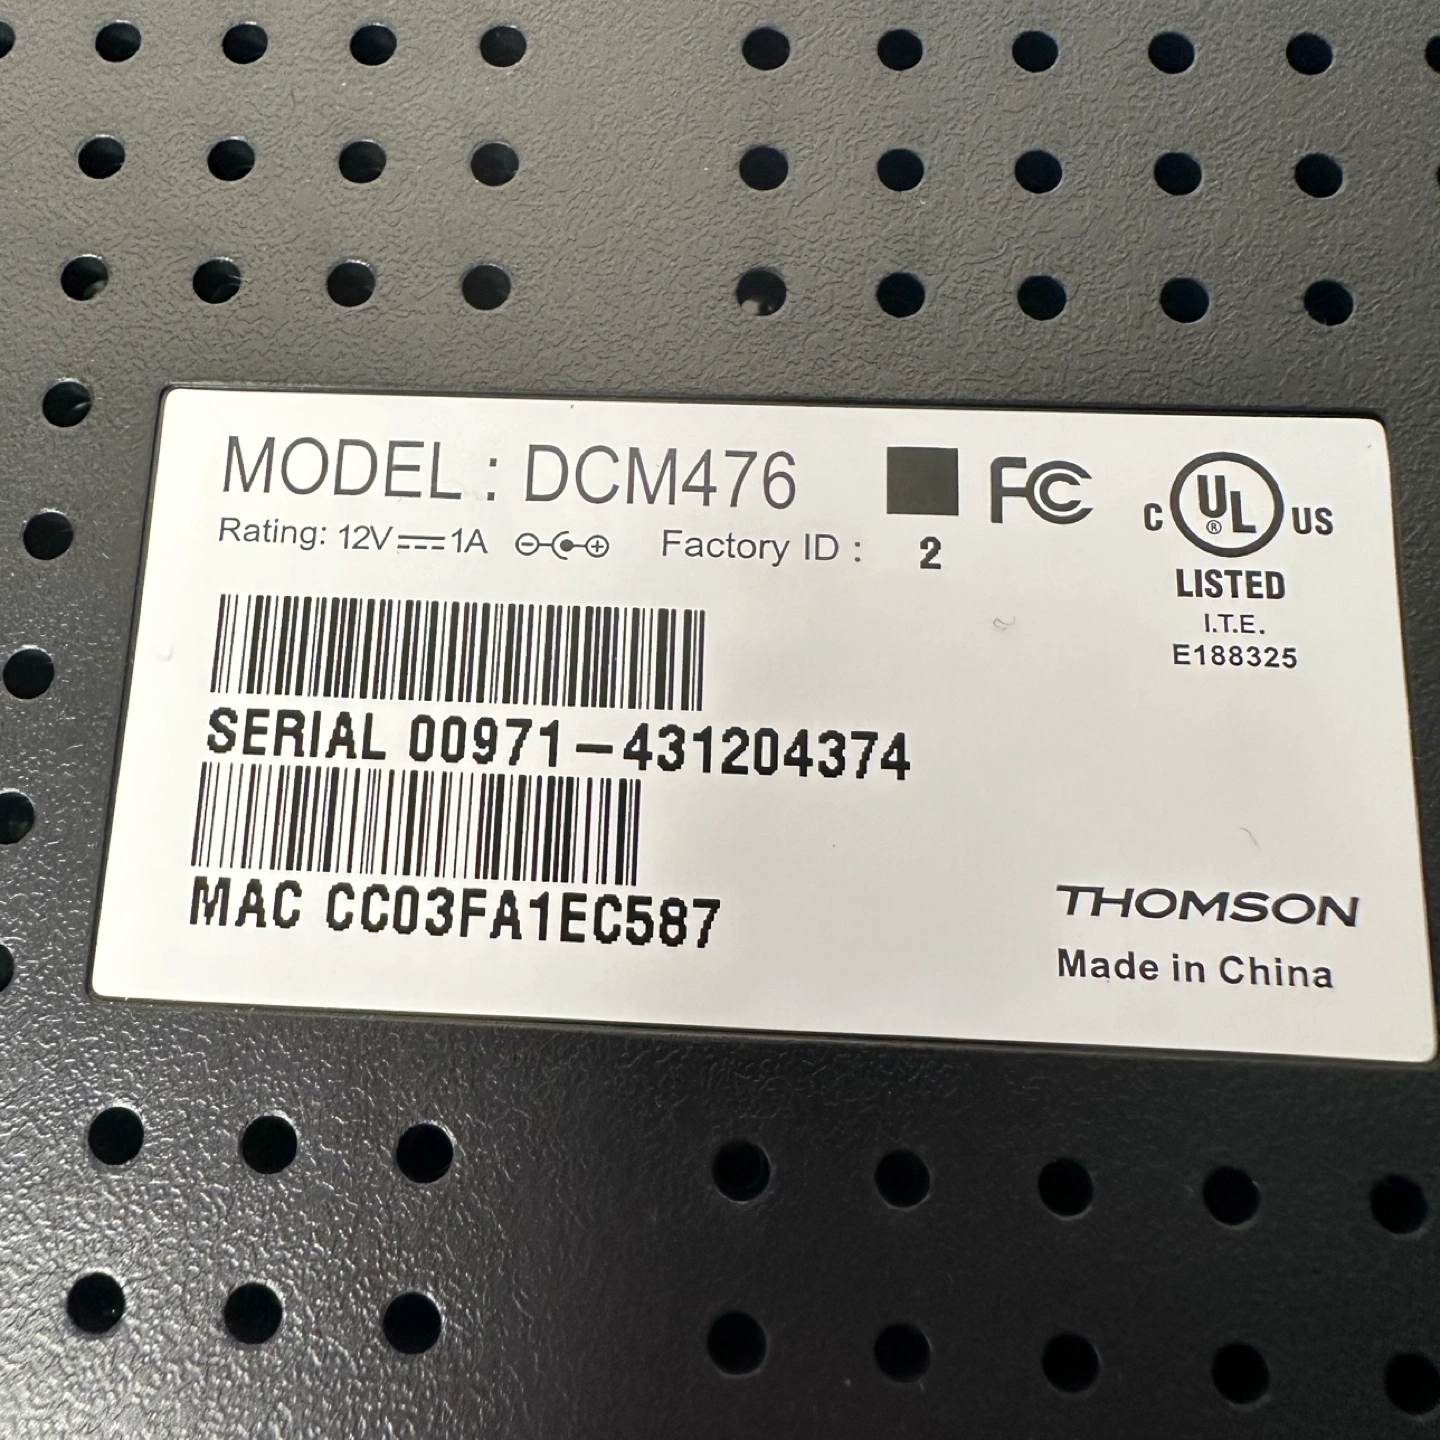 MODEL : DCM476
FC
C UL ® US
LISTED
I.T.E.
E188325
Rating: 12V 1A Factory ID : 2
SERIAL 00971-431204374
MAC CC03FA1EC587
THOMSON
Made in China